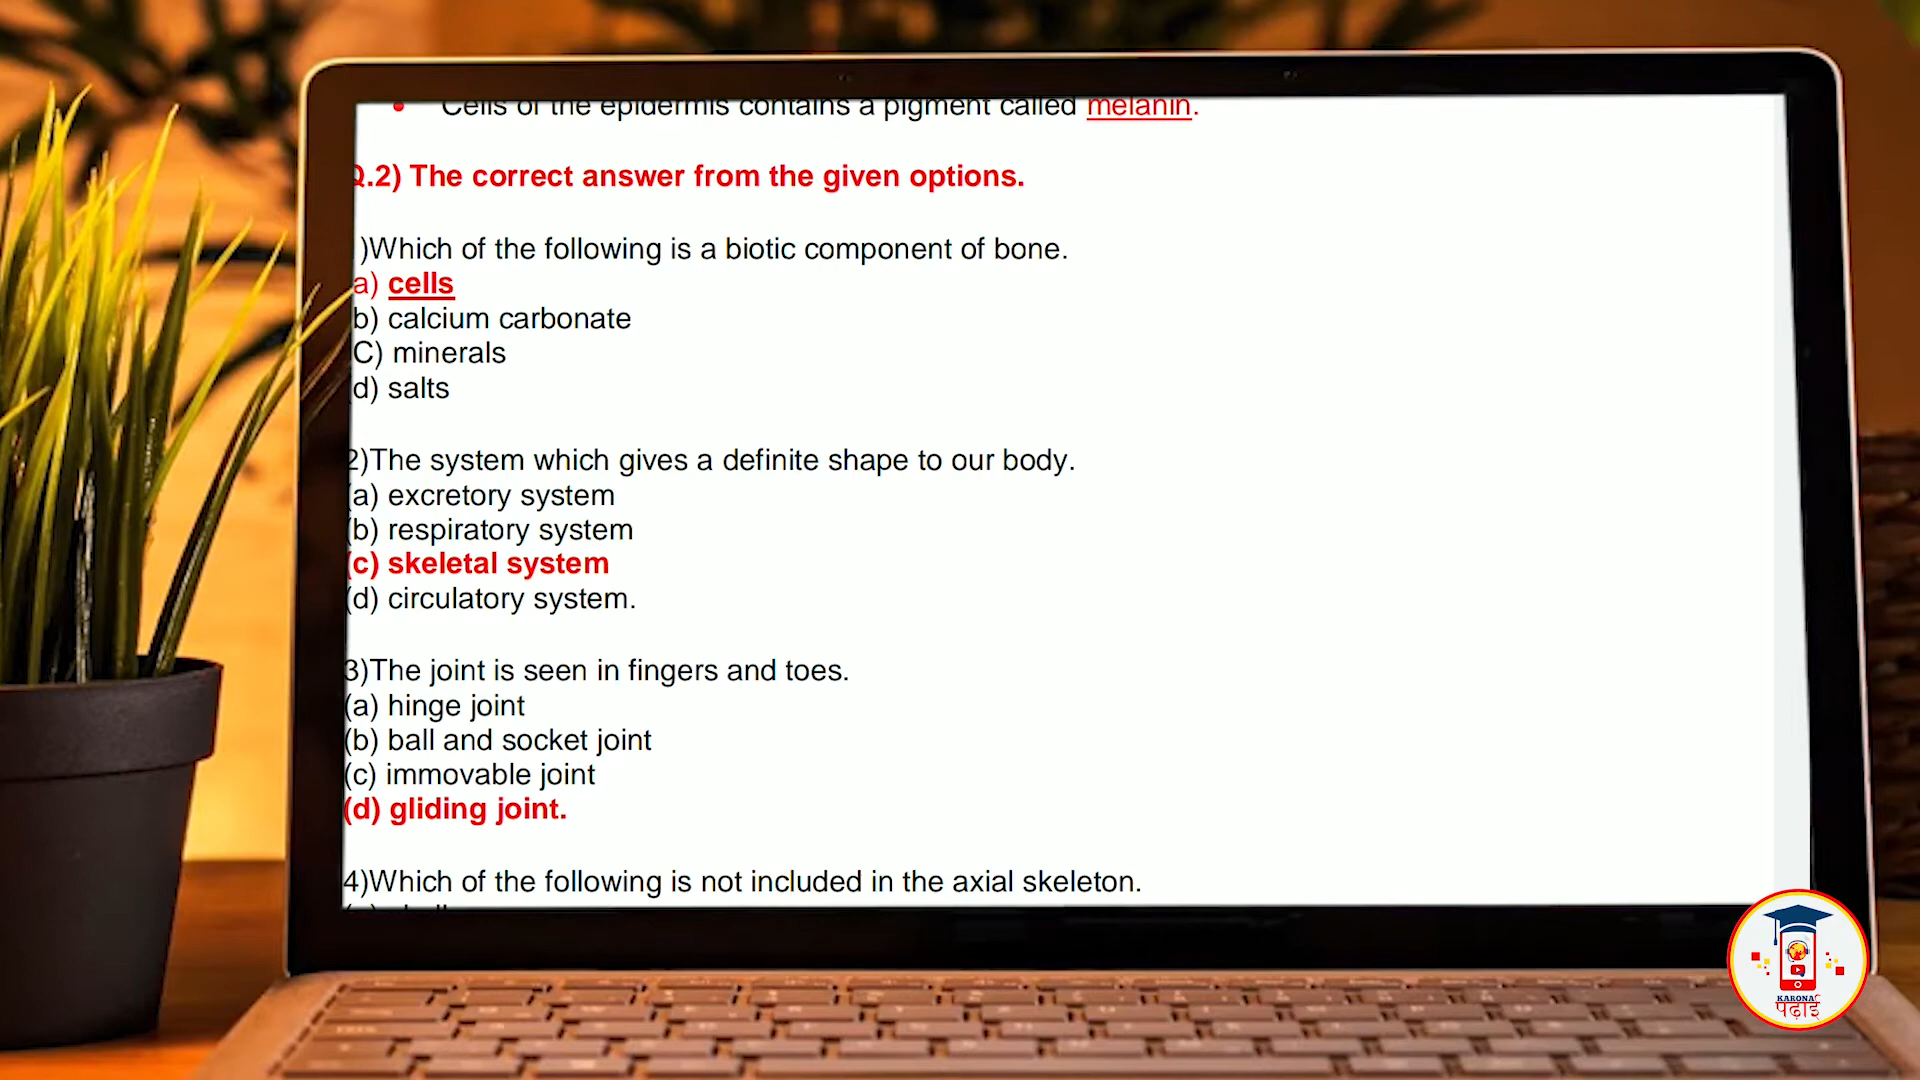 Cells of the epidermis contains a pigment called melanin.
Q.2) The correct answer from the given options.
)Which of the following is a biotic component of bone.
a) cells
b) calcium carbonate
C) minerals
d) salts
2)The system which gives a definite shape to our body.
(a) excretory system
(b) respiratory system
(c) skeletal system
(d) circulatory system.
3)The joint is seen in fingers and toes.
(a) hinge joint
(b) ball and socket joint
(c) immovable joint
(d) gliding joint.
4)Which of the following is not included in the axial skeleton.
KARONA
पढ़ाई